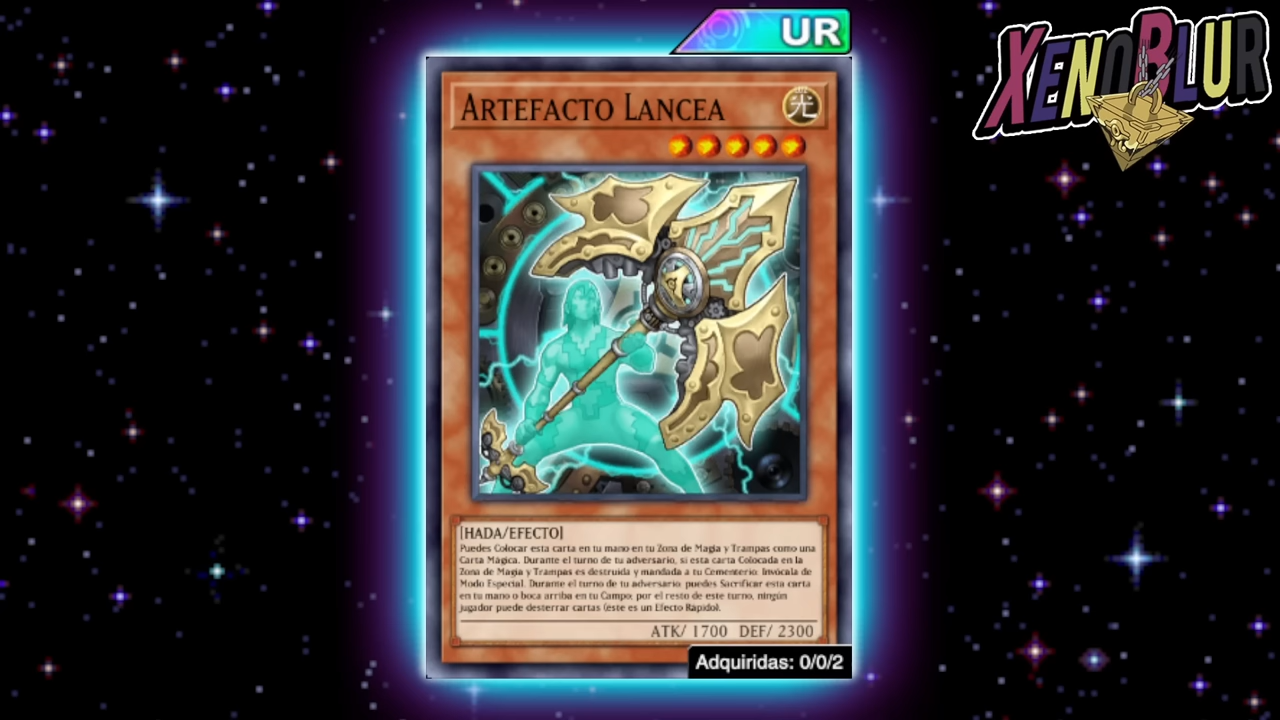 UR
XENOBLUR
ARTEFACTO LANCEA
光
[HADA/EFECTO]
Puedes Colocar esta carta en tu mano en tu Zona de Magia y Trampas como una
Carta Mágica. Durante el turno de tu adversario, si esta carta Colocada en la
Zona de Magia y Trampas es destruida y mandada a tu Cementerio: Invócala de
Modo Especial. Durante el turno de tu adversario: puedes Sacrificar esta carta
en tu mano o boca arriba en tu Campo; por el resto de este turno, ningún
jugador puede desterrar cartas (éste es un Efecto Rápido).
ATK/ 1700 DEF/ 2300
Adquiridas: 0/0/2